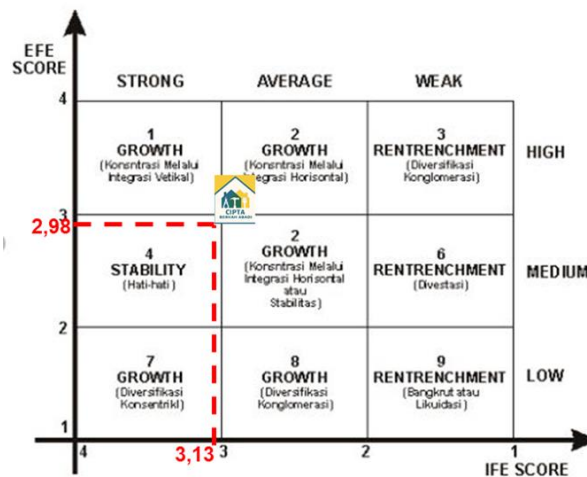 EFE
SCORE
STRONG
AVERAGE
WEAK
4
1
GROWTH
(Konsntrasi Melalui
Integrasi Vetikal)
2
GROWTH
(Konsntrasi Melalui
Integrasi Horisontal)
3
RENTRENCHMENT
(Diversifikasi
Konglomerasi)
HIGH
CIPTA
3
2,98
4
STABILITY
(Hati-hati)
2
GROWTH
(Konsntrasi Melalui
Integrasi Horisontal
atau
Stabilitas)
6
RENTRENCHMENT
(Divestasi)
MEDIUM
2
7
GROWTH
(Diversifikasi
Konsentrikl)
8
GROWTH
(Diversifikasi
Konglomerasi)
9
RENTRENCHMENT
(Bangkrut atau
Likuidasi)
LOW
1
4
3,13
3
2
1
IFE SCORE